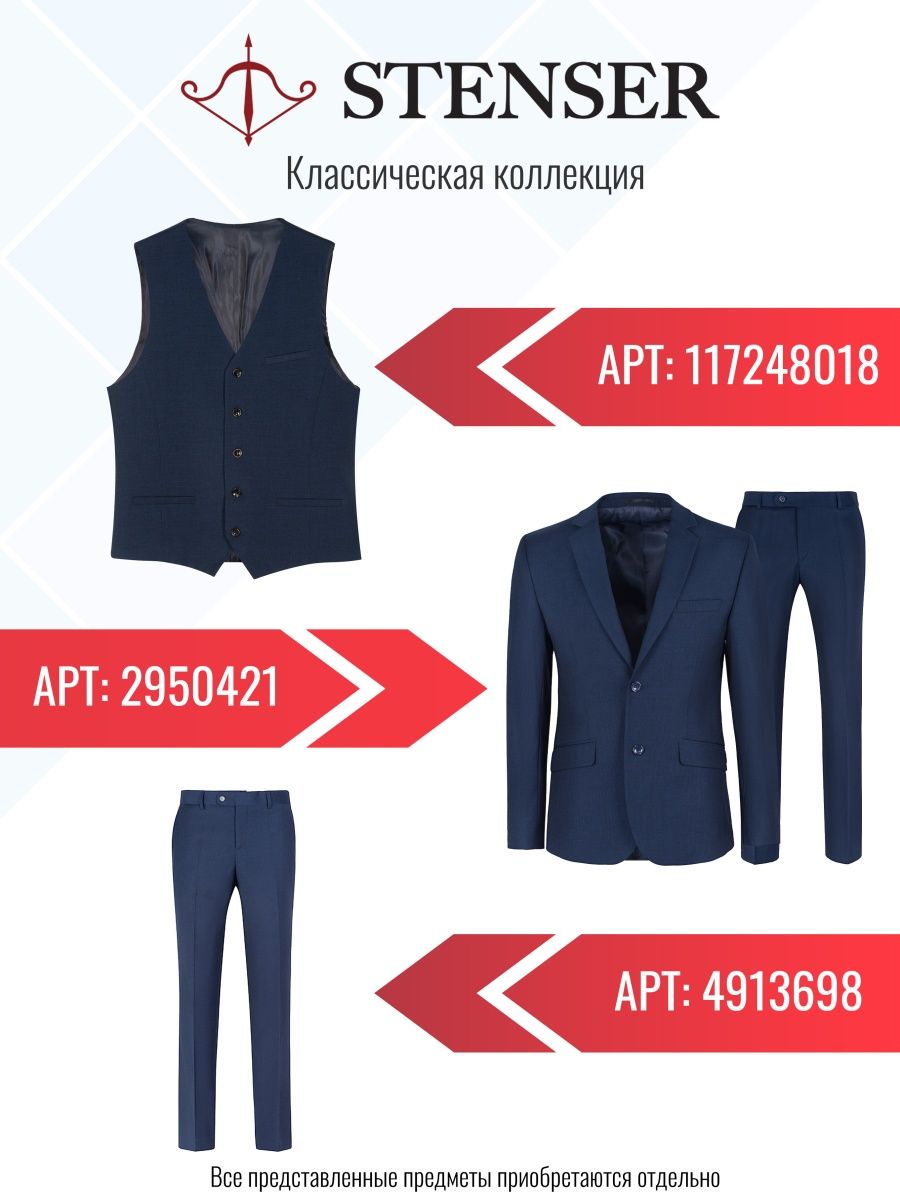 STENSER
Классическая коллекция
АРТ: 117248018
АРТ: 2950421
АРТ: 4913698
Все представленные предметы приобретаются отдельно